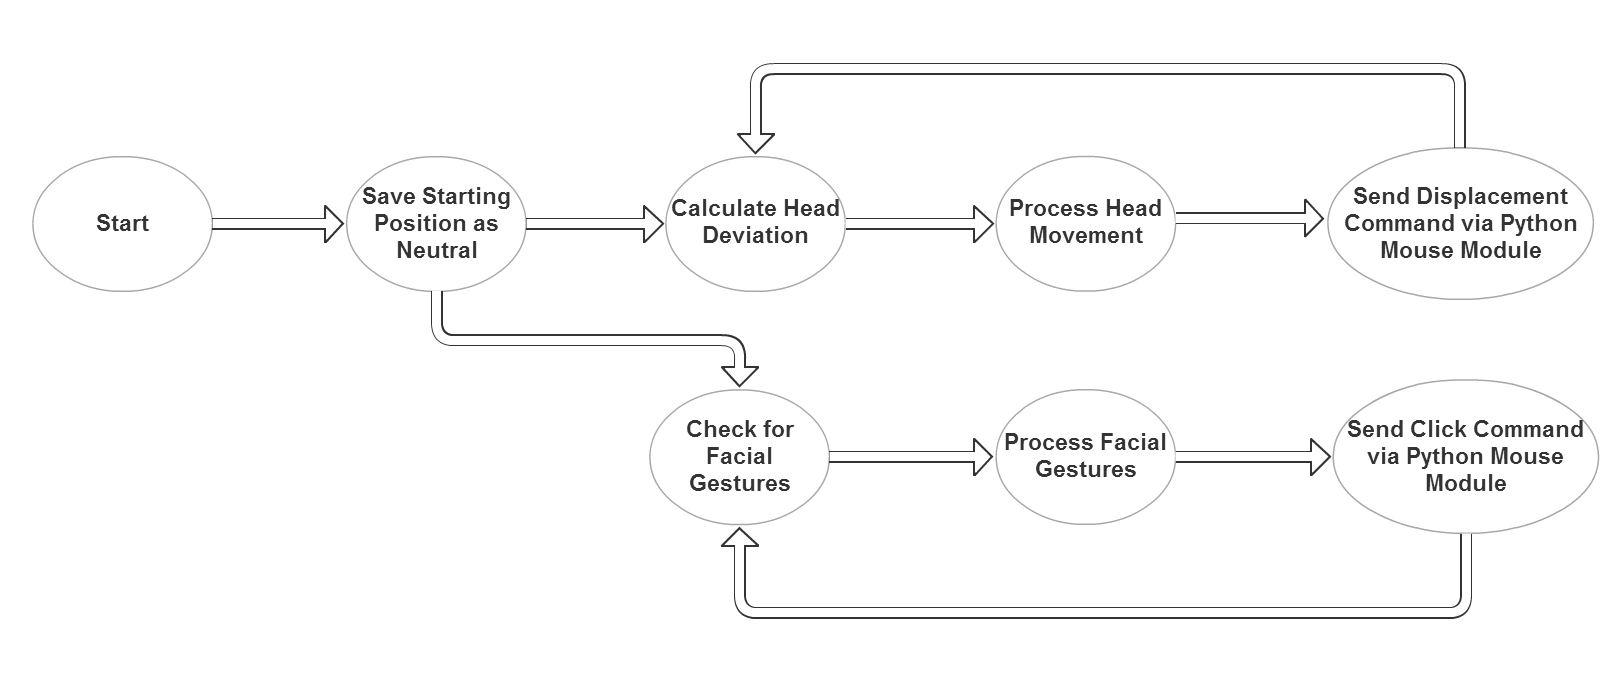 Start
Save Starting
Position as
Neutral
Calculate Head
Deviation
Process Head
Movement
Send Displacement
Command via Python
Mouse Module
Check for
Facial
Gestures
Process Facial
Gestures
Send Click Command
via Python Mouse
Module